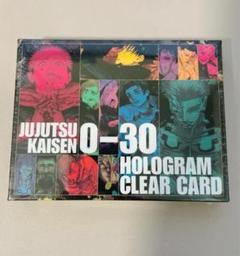 JUJUTSU
KAISEN 0-30
HOLOGRAM
CLEAR CARD